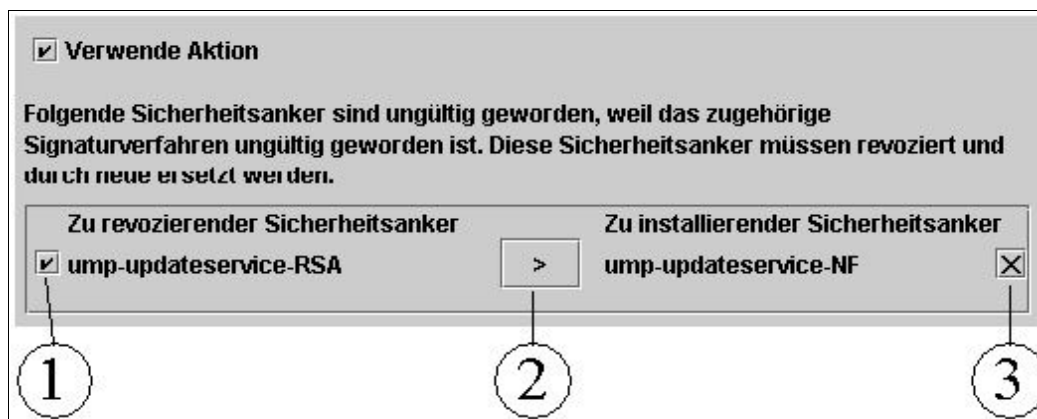 Verwende Aktion
Folgende Sicherheitsanker sind ungültig geworden, weil das zugehörige
Signaturverfahren ungültig geworden ist. Diese Sicherheitsanker müssen revoziert und
durch neue ersetzt werden.
Zu revozierender Sicherheitsanker Zu installierender Sicherheitsanker
ump-updateservice-RSA > ump-updateservice-NF X
1 2 3